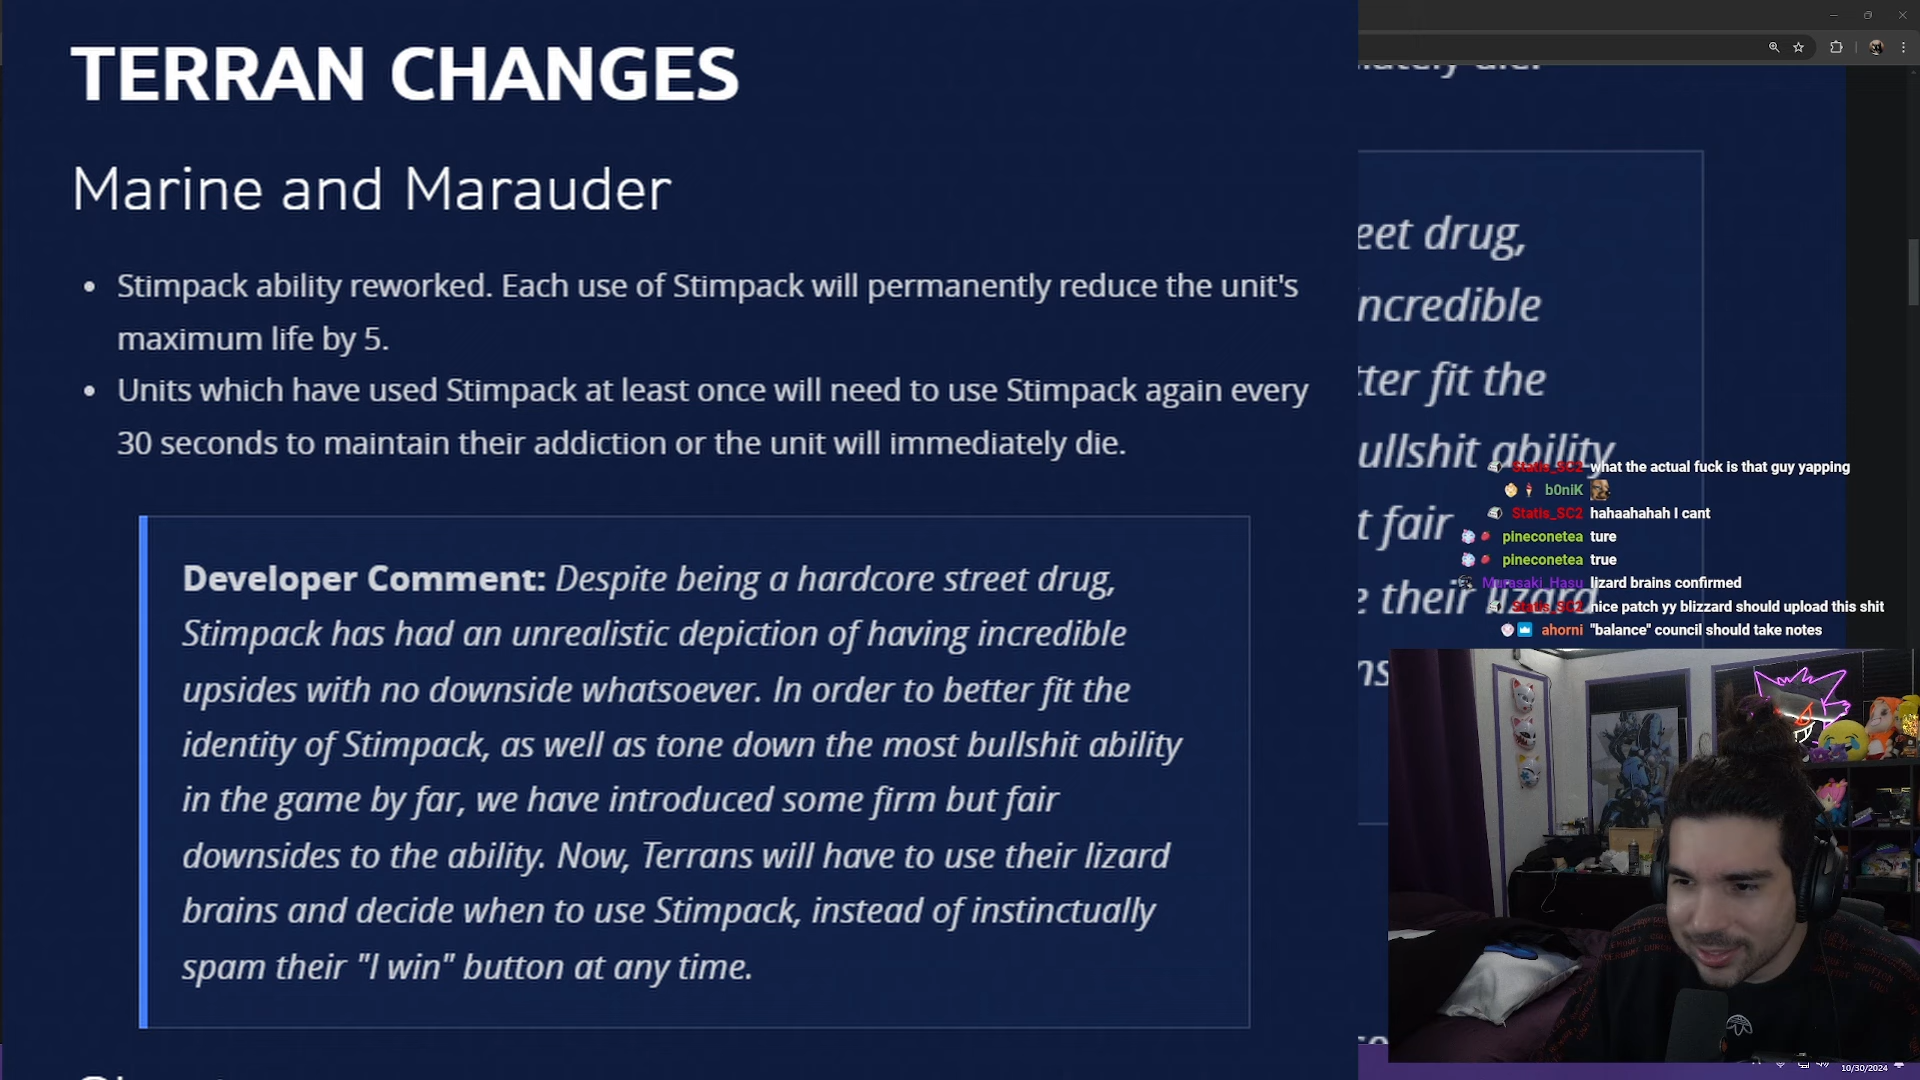 TERRAN CHANGES
Marine and Marauder
• Stimpack ability reworked. Each use of Stimpack will permanently reduce the unit's
maximum life by 5.
• Units which have used Stimpack at least once will need to use Stimpack again every
30 seconds to maintain their addiction or the unit will immediately die.
Developer Comment: Despite being a hardcore street drug,
Stimpack has had an unrealistic depiction of having incredible
upsides with no downside whatsoever. In order to better fit the
identity of Stimpack, as well as tone down the most bullshit ability
in the game by far, we have introduced some firm but fair
downsides to the ability. Now, Terrans will have to use their lizard
brains and decide when to use Stimpack, instead of instinctually
spam their "I win" button at any time.
eet drug,
ncredible
tter fit the
ullshit ability
t fair
e their lizard
ns
Statis_SC2 what the actual fuck is that guy yapping
b0niK
Statis_SC2 hahaahahah I cant
pineconetea ture
pineconetea true
Murasaki_Hasu lizard brains confirmed
Statis_SC2 nice patch yy blizzard should upload this shit
ahorni "balance" council should take notes
10/30/2024